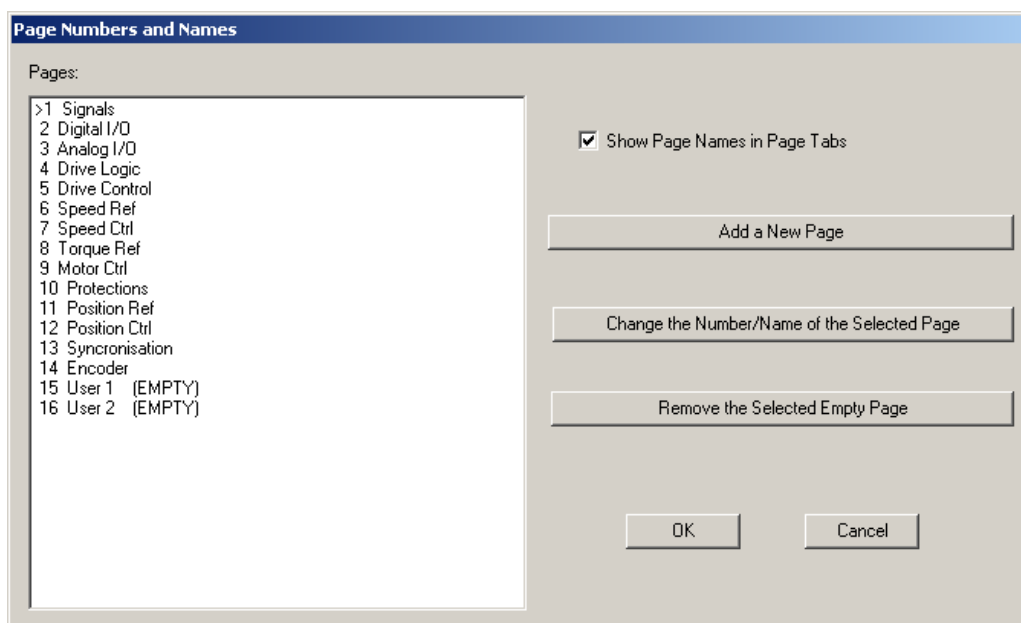 Page Numbers and Names
Pages:
>1 Signals
2 Digital I/O
3 Analog I/O
4 Drive Logic
5 Drive Control
6 Speed Ref
7 Speed Ctrl
8 Torque Ref
9 Motor Ctrl
10 Protections
11 Position Ref
12 Position Ctrl
13 Syncronisation
14 Encoder
15 User 1 (EMPTY)
16 User 2 (EMPTY)
Show Page Names in Page Tabs
Add a New Page
Change the Number/Name of the Selected Page
Remove the Selected Empty Page
OK
Cancel